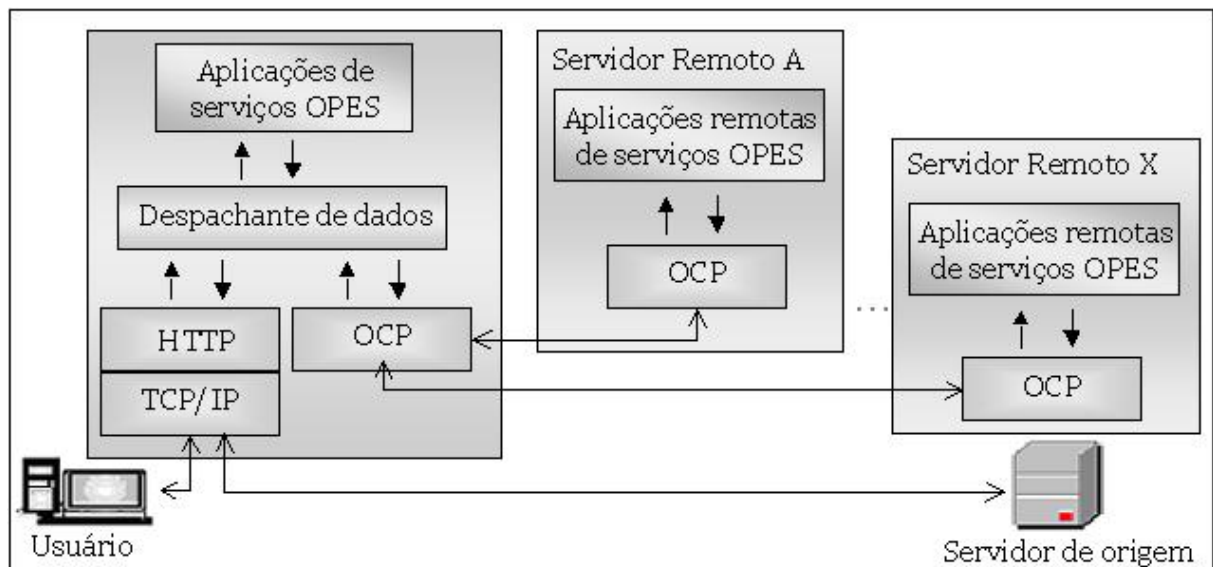 Aplicações de
serviços OPES
Despachante de dados
HTTP
OCP
TCP/IP
Servidor Remoto A
Aplicações remotas
de serviços OPES
OCP
...
Servidor Remoto X
Aplicações remotas
de serviços OPES
OCP
Usuário
Servidor de origem